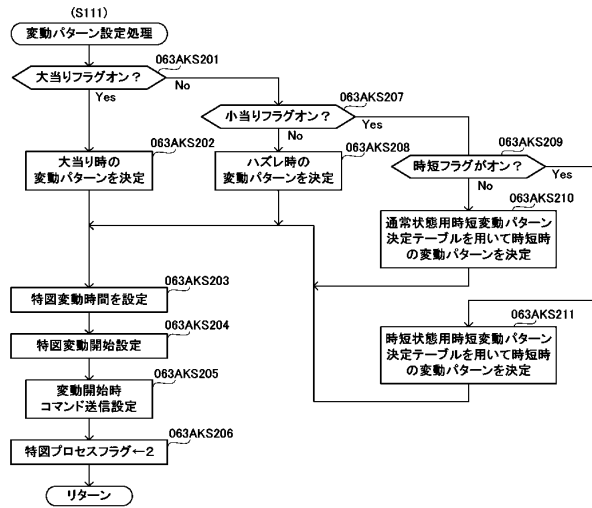 (S111)
変動パターン設定処理
大当りフラグオン?
063AKS201
Yes
No
小当りフラグオン?
063AKS207
No
Yes
063AKS202
大当り時の
変動パターンを決定
063AKS208
ハズレ時の
変動パターンを決定
063AKS209
時短フラグがオン?
Yes
No
063AKS210
通常状態用時短変動パターン
決定テーブルを用いて時短時
の変動パターンを決定
063AKS203
特図変動時間を設定
063AKS204
特図変動開始設定
063AKS211
時短状態用時短変動パターン
決定テーブルを用いて時短時
の変動パターンを決定
063AKS205
変動開始時
コマンド送信設定
063AKS206
特図プロセスフラグ←2
リターン